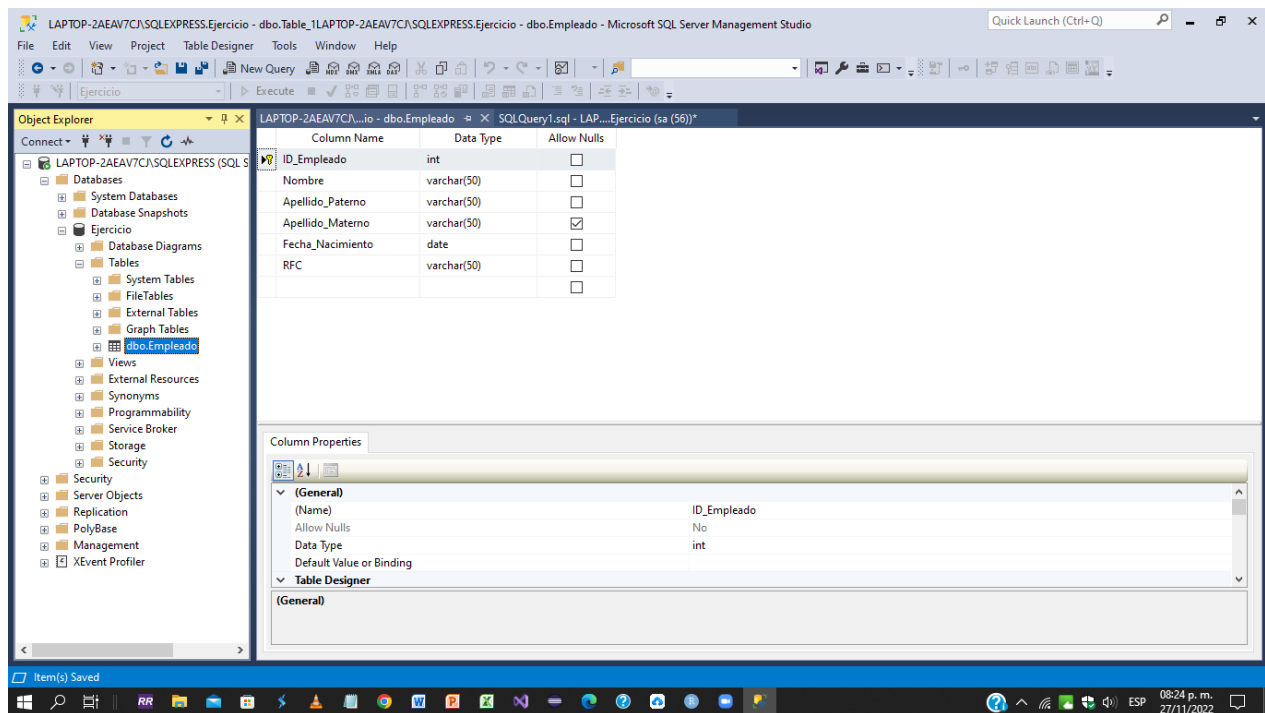 LAPTOP-2AEAV7CJ\SQLEXPRESS.Ejercicio - dbo.Table_1LAPTOP-2AEAV7CJ\SQLEXPRESS.Ejercicio - dbo.Empleado - Microsoft SQL Server Management Studio
Quick Launch (Ctrl+Q)
File Edit View Project Table Designer Tools Window Help
New Query MDX DMX XMLA DAX
Ejercicio Execute
Object Explorer
LAPTOP-2AEAV7CJ\...io - dbo.Empleado SQLQuery1.sql - LAP....Ejercicio (sa (56))*
Connect
LAPTOP-2AEAV7CJ\SQLEXPRESS (SQL S
Databases
System Databases
Database Snapshots
Ejercicio
Database Diagrams
Tables
System Tables
FileTables
External Tables
Graph Tables
dbo.Empleado
Views
External Resources
Synonyms
Programmability
Service Broker
Storage
Security
Security
Server Objects
Replication
PolyBase
Management
XEvent Profiler
Column Name Data Type Allow Nulls
ID_Empleado int
Nombre varchar(50)
Apellido_Paterno varchar(50)
Apellido_Materno varchar(50)
Fecha_Nacimiento date
RFC varchar(50)
Column Properties
(General)
(Name) ID_Empleado
Allow Nulls No
Data Type int
Default Value or Binding
Table Designer
(General)
Item(s) Saved
RR W P X R ESP 08:24 p. m.
27/11/2022